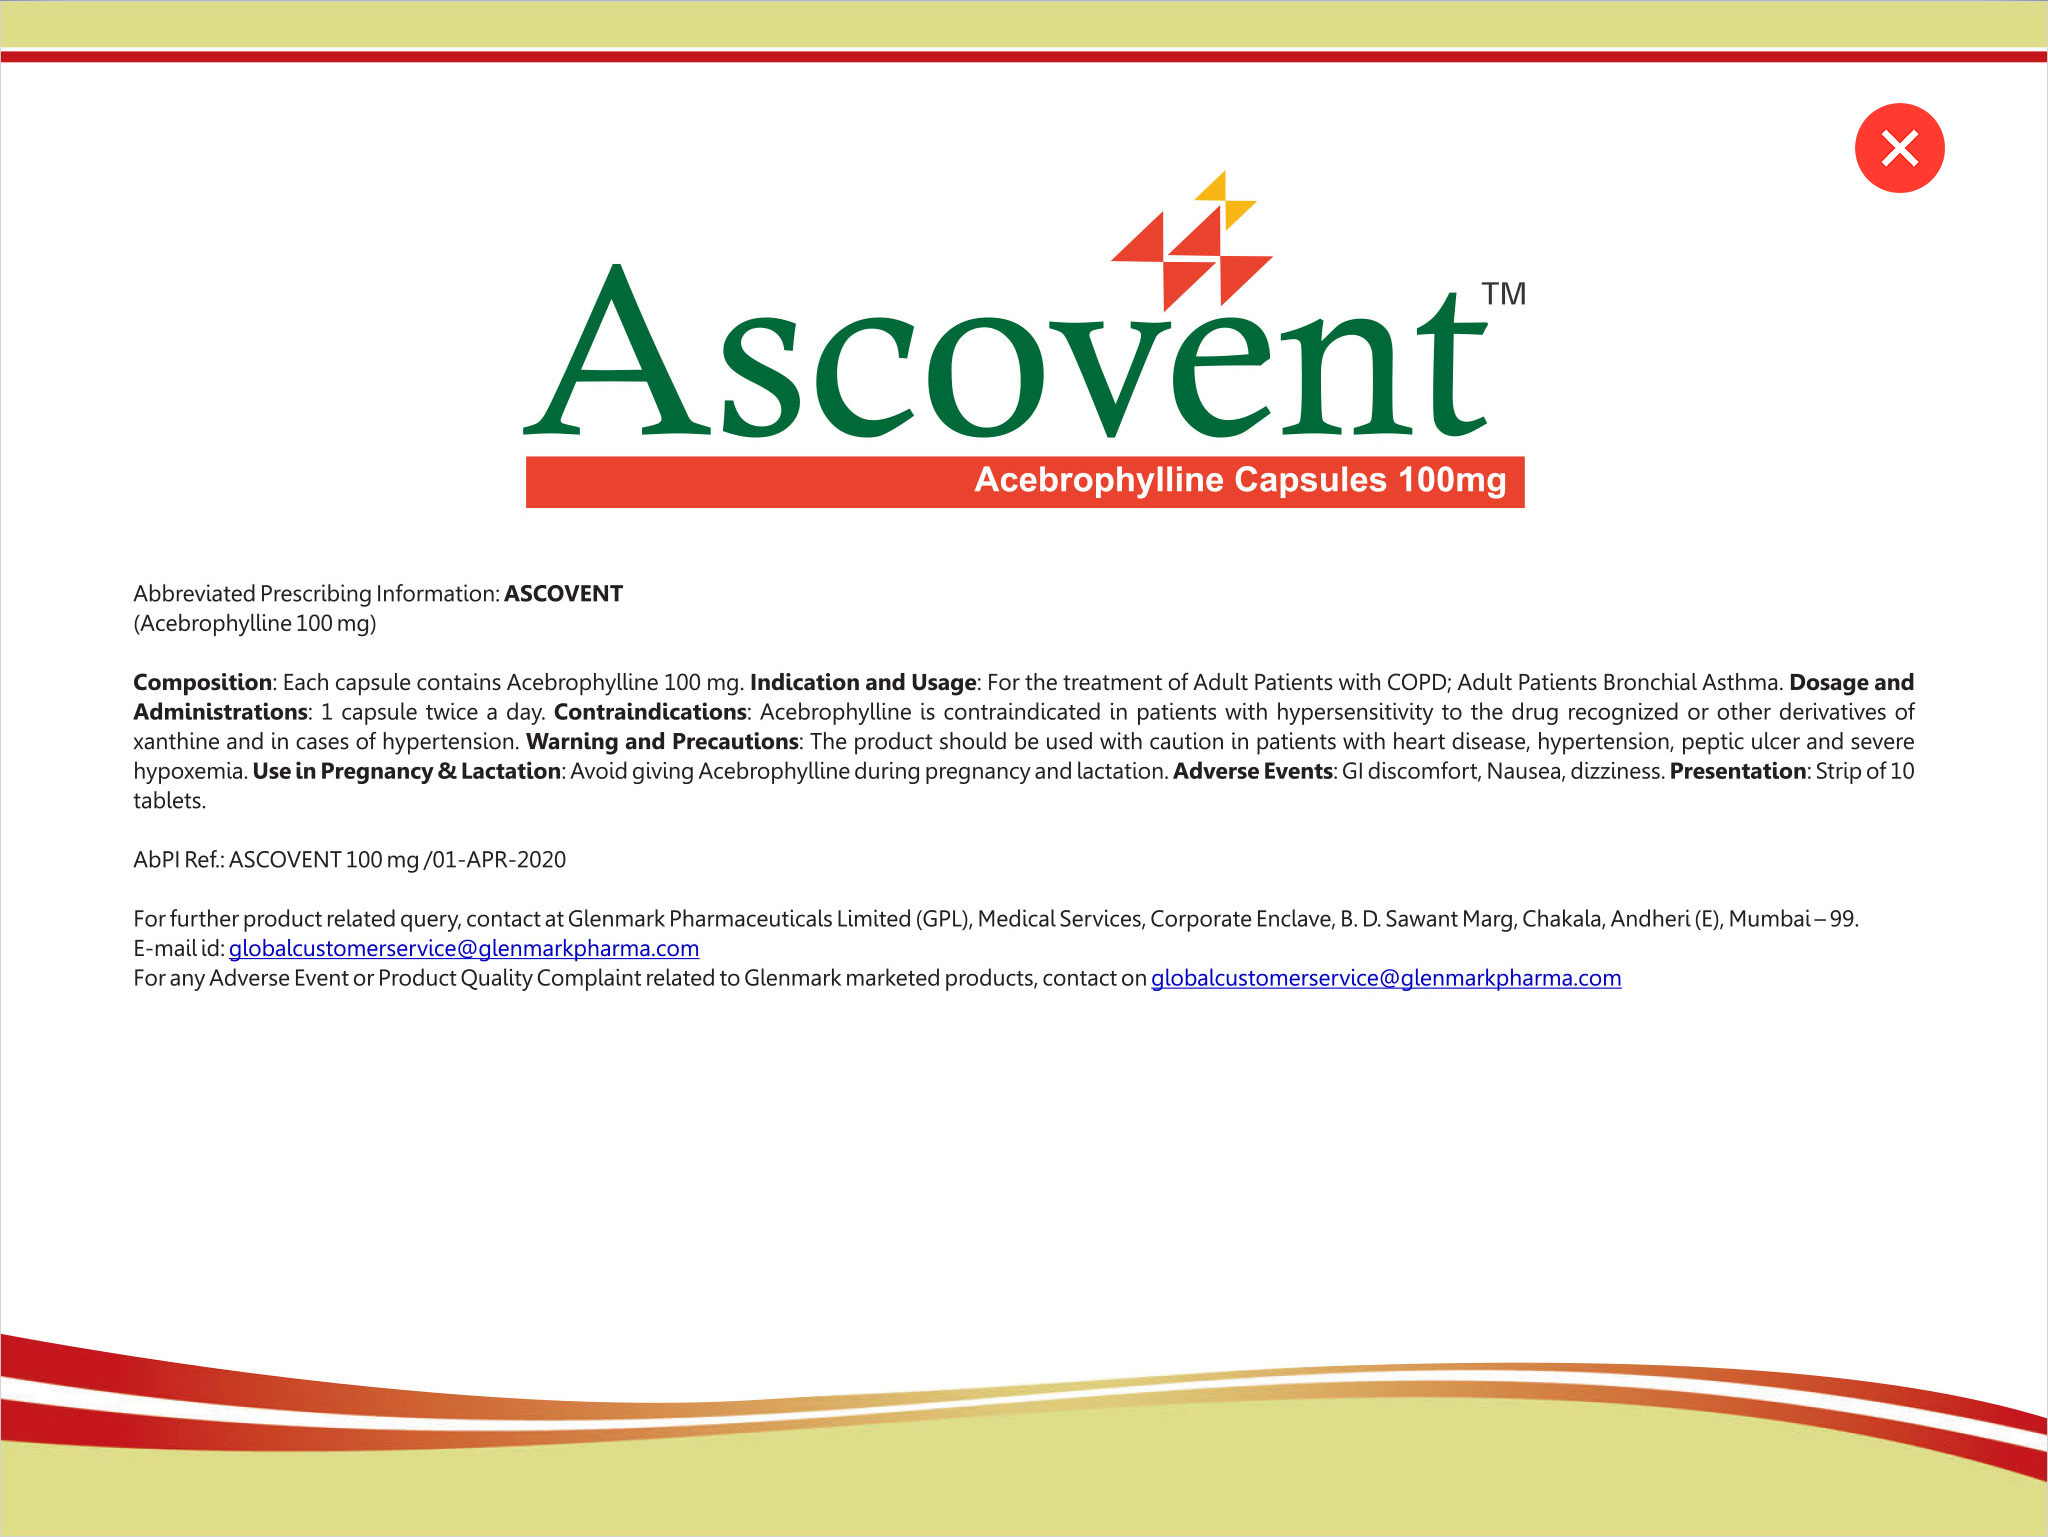 Ascovent TM
Acebrophylline Capsules 100mg
Abbreviated Prescribing Information: ASCOVENT
(Acebrophylline 100 mg)
Composition: Each capsule contains Acebrophylline 100 mg. Indication and Usage: For the treatment of Adult Patients with COPD; Adult Patients Bronchial Asthma. Dosage and
Administrations: 1 capsule twice a day. Contraindications: Acebrophylline is contraindicated in patients with hypersensitivity to the drug recognized or other derivatives of
xanthine and in cases of hypertension. Warning and Precautions: The product should be used with caution in patients with heart disease, hypertension, peptic ulcer and severe
hypoxemia. Use in Pregnancy & Lactation: Avoid giving Acebrophylline during pregnancy and lactation. Adverse Events: GI discomfort, Nausea, dizziness. Presentation: Strip of 10
tablets.
AbPI Ref.: ASCOVENT 100 mg /01-APR-2020
For further product related query, contact at Glenmark Pharmaceuticals Limited (GPL), Medical Services, Corporate Enclave, B. D. Sawant Marg, Chakala, Andheri (E), Mumbai – 99.
E-mail id: globalcustomerservice@glenmarkpharma.com
For any Adverse Event or Product Quality Complaint related to Glenmark marketed products, contact on globalcustomerservice@glenmarkpharma.com